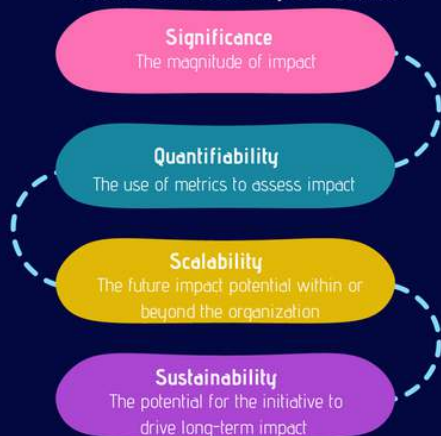 Significance
The magnitude of impact
Quantifiability
The use of metrics to assess impact
Scalability
The future impact potential within or
beyond the organization
Sustainability
The potential for the initiative to
drive long-term impact